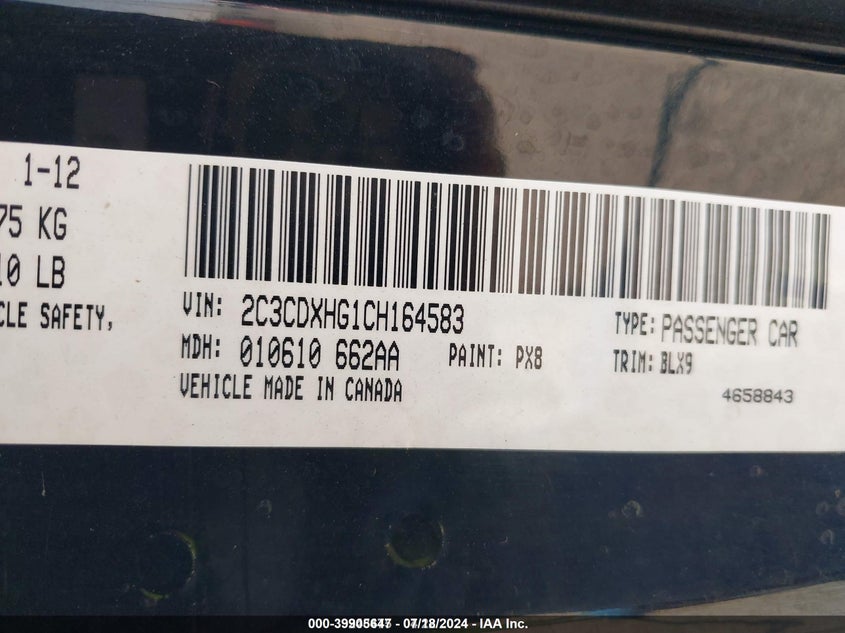 1-12
75 KG
10 LB
CLE SAFETY,
VIN: 2C3CDXHG1CH164583
TYPE: PASSENGER CAR
MDH: 010610 662AA
PAINT: PX8
TRIM: BLX9
VEHICLE MADE IN CANADA
4658843
07/18/2024 - IAA Inc.